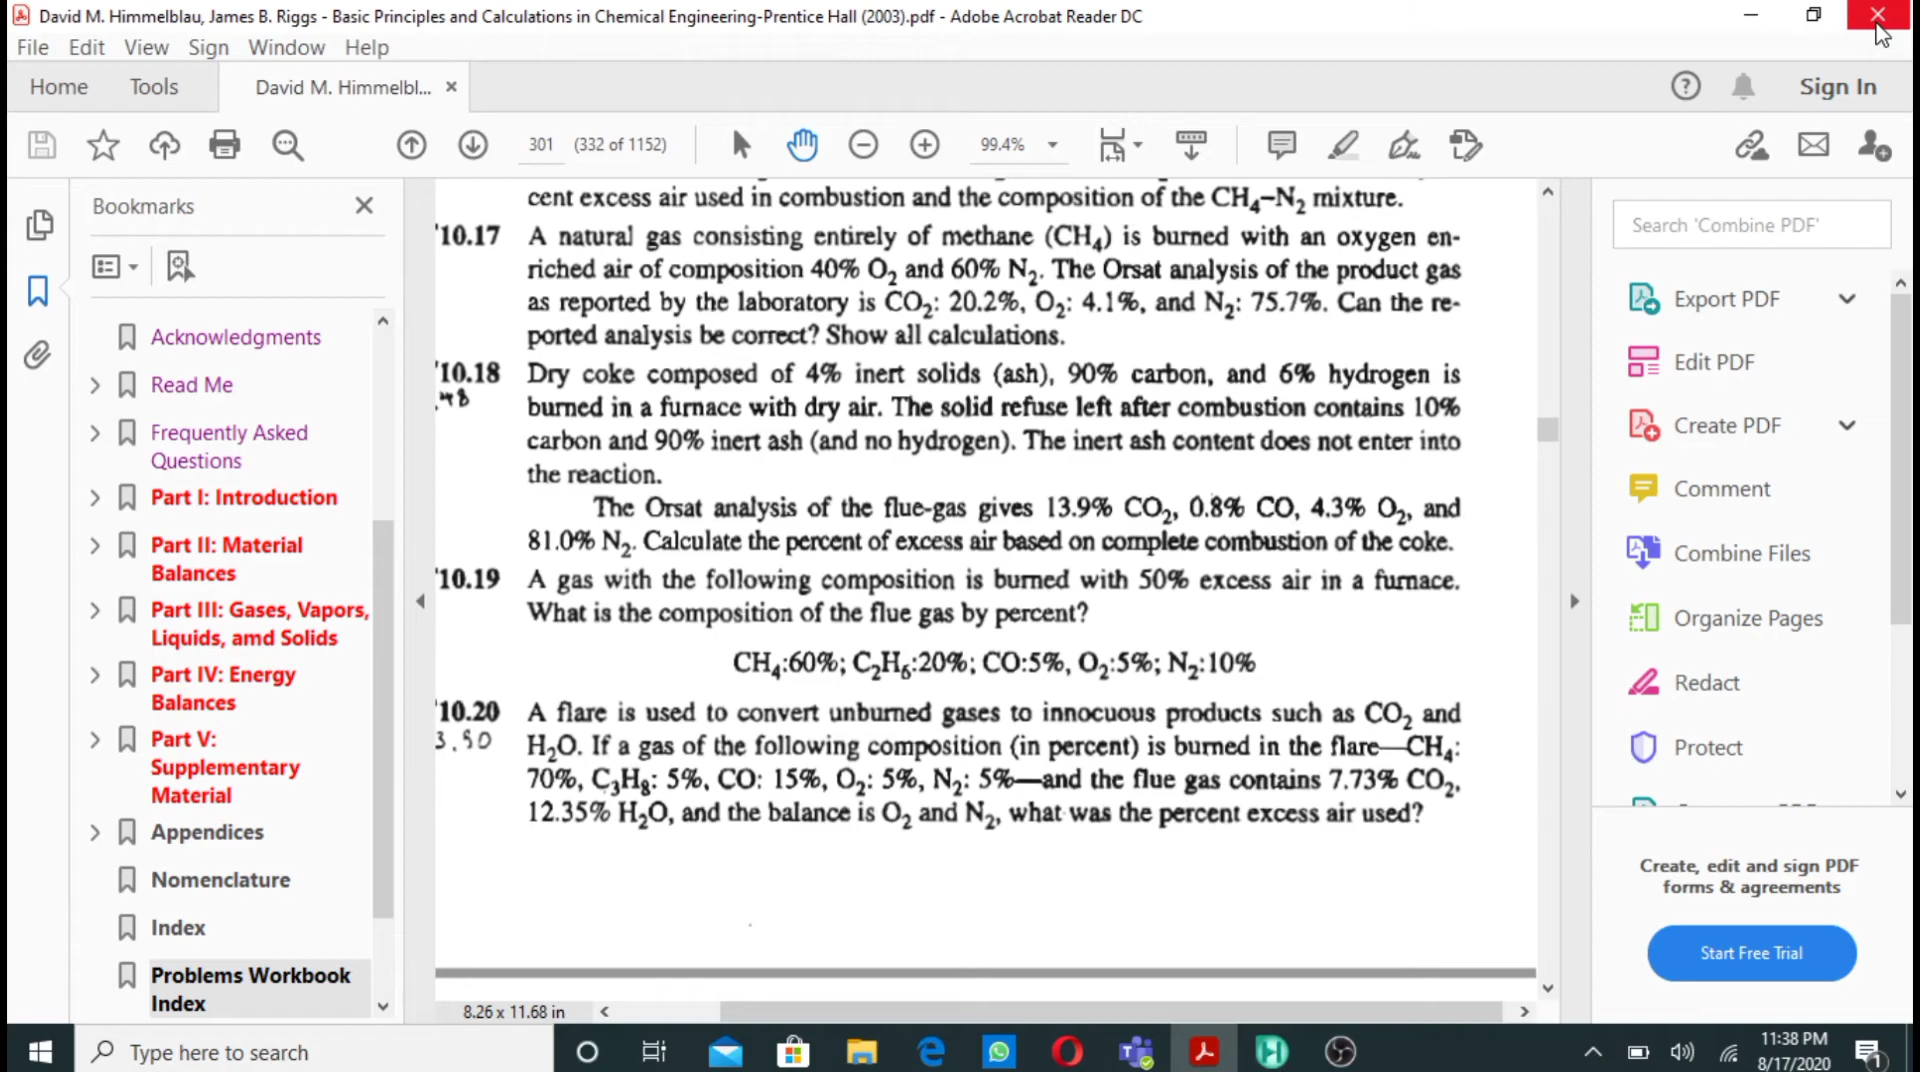 David M. Himmelblau, James B. Riggs - Basic Principles and Calculations in Chemical Engineering-Prentice Hall (2003).pdf - Adobe Acrobat Reader DC
File Edit View Sign Window Help
Home Tools David M. Himmelbl... Sign In
301 (332 of 1152) 99.4%
Bookmarks
Acknowledgments
Read Me
Frequently Asked
Questions
Part I: Introduction
Part II: Material
Balances
Part III: Gases, Vapors,
Liquids, amd Solids
Part IV: Energy
Balances
Part V:
Supplementary
Material
Appendices
Nomenclature
Index
Problems Workbook
Index
cent excess air used in combustion and the composition of the CH₄–N₂ mixture.
'10.17 A natural gas consisting entirely of methane (CH₄) is burned with an oxygen en-
riched air of composition 40% O₂ and 60% N₂. The Orsat analysis of the product gas
as reported by the laboratory is CO₂: 20.2%, O₂: 4.1%, and N₂: 75.7%. Can the re-
ported analysis be correct? Show all calculations.
'10.18 Dry coke composed of 4% inert solids (ash), 90% carbon, and 6% hydrogen is
.48 burned in a furnace with dry air. The solid refuse left after combustion contains 10%
carbon and 90% inert ash (and no hydrogen). The inert ash content does not enter into
the reaction.
The Orsat analysis of the flue-gas gives 13.9% CO₂, 0.8% CO, 4.3% O₂, and
81.0% N₂. Calculate the percent of excess air based on complete combustion of the coke.
'10.19 A gas with the following composition is burned with 50% excess air in a furnace.
What is the composition of the flue gas by percent?
CH₄:60%; C₂H₆:20%; CO:5%, O₂:5%; N₂:10%
'10.20 A flare is used to convert unburned gases to innocuous products such as CO₂ and
3.50 H₂O. If a gas of the following composition (in percent) is burned in the flare—CH₄:
70%, C₃H₈: 5%, CO: 15%, O₂: 5%, N₂: 5%—and the flue gas contains 7.73% CO₂,
12.35% H₂O, and the balance is O₂ and N₂, what was the percent excess air used?
8.26 x 11.68 in
Search 'Combine PDF'
Export PDF
Edit PDF
Create PDF
Comment
Combine Files
Organize Pages
Redact
Protect
Create, edit and sign PDF
forms & agreements
Start Free Trial
Type here to search
11:38 PM
8/17/2020
1